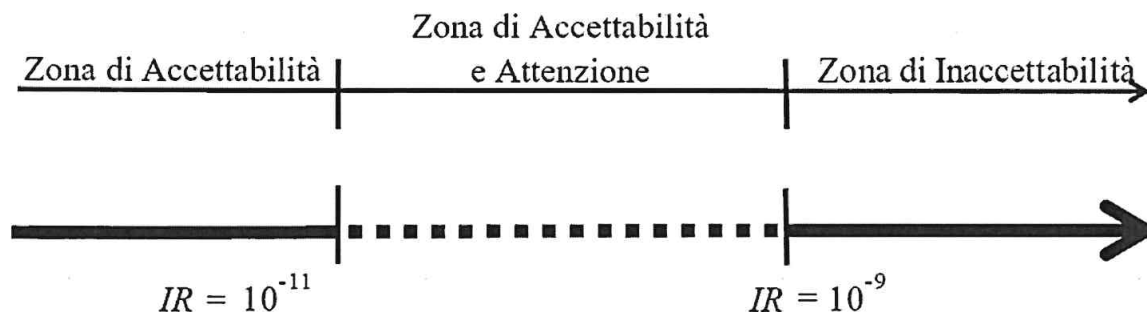 Zona di Accettabilità
Zona di Accettabilità
e Attenzione
Zona di Inaccettabilità
IR = 10⁻¹¹
IR = 10⁻⁹